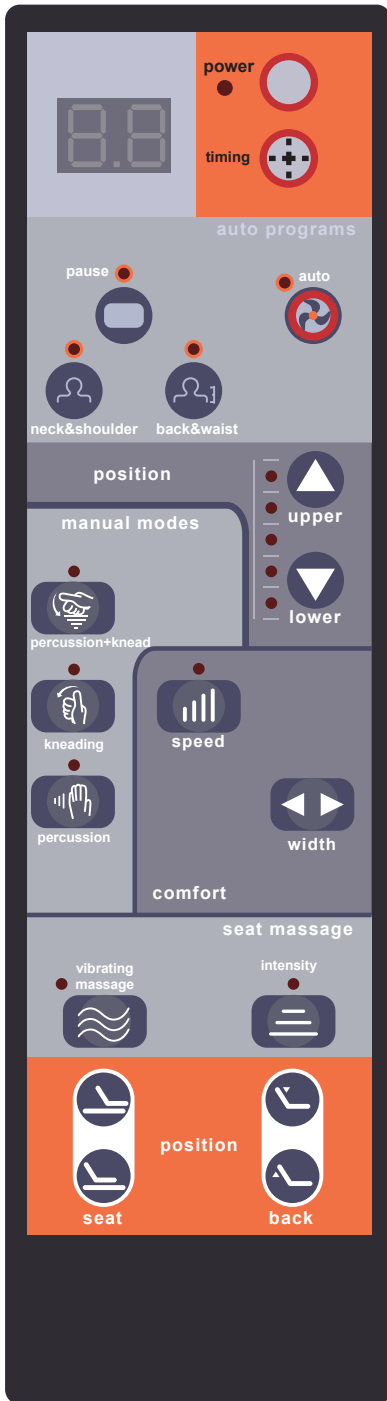 power
timing
auto programs
pause
auto
neck&shoulder
back&waist
position
upper
manual modes
lower
percussion+knead
speed
kneading
percussion
width
comfort
seat massage
vibrating
massage
intensity
position
seat
back